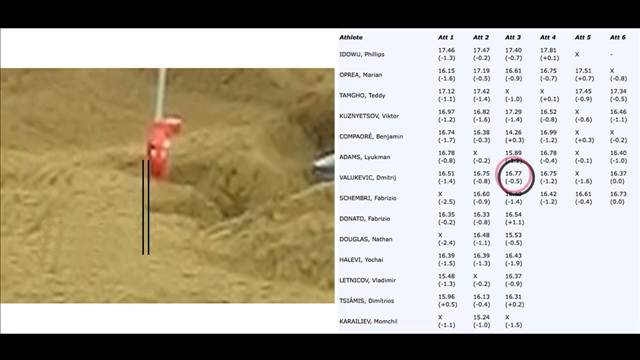 Athlete Att 1 Att 2 Att 3 Att 4 Att 5 Att 6
IDOWU, Phillips 17.46 17.47 17.40 17.81 X -
(-1.3) (-0.2) (-0.7) (+0.1)
OPREA, Marian 16.15 17.19 16.61 16.75 17.51 X
(-1.6) (-0.5) (-0.9) (-0.7) (+0.7) (-0.8)
TAMGHO, Teddy 17.12 17.42 X X 17.45 17.34
(-1.1) (-1.4) (-1.0) (+0.1) (-0.9) (-0.5)
KUZNYETSOV, Viktor 16.97 16.82 17.29 16.52 X 16.46
(-1.2) (-1.6) (-1.4) (-0.8) (-0.6) (-1.1)
COMPAORÉ, Benjamin 16.74 16.38 14.26 16.99 X X
(-1.7) (-0.3) (+0.3) (-1.2) (+0.3) (-0.2)
ADAMS, Lyukman 16.78 X 15.89 16.78 X 16.40
(-0.8) (-0.2) (-0.4) (-0.1) (-1.0)
VALUKEVIC, Dmitrij 16.51 16.75 16.77 16.75 X 16.37
(-1.4) (-0.8) (-0.5) (-1.2) (-1.6) (0.0)
SCHEMBRI, Fabrizio X 16.60 16.42 16.61 16.73
(-2.5) (-0.9) (-1.4) (-1.2) (-0.4) (0.0)
DONATO, Fabrizio 16.35 16.33 16.54
(-0.2) (-0.8) (+1.1)
DOUGLAS, Nathan X 16.48 15.53
(-2.4) (-1.1) (-0.5)
HALEVI, Yochai 16.39 16.39 16.43
(-1.5) (-1.3) (-1.9)
LETNICOV, Vladimir 15.48 X 16.37
(-1.3) (-0.2) (-0.9)
TSIÁMIS, Dimítrios 15.96 16.13 16.31
(+0.5) (-0.4) (+0.2)
KARAILIEV, Momchil X 15.24 X
(-1.1) (-1.0) (-1.5)